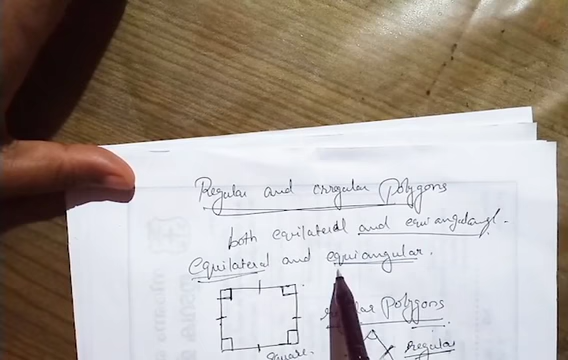 Regular and irregular Polygons
both equilateral and equiangular.
equilateral and equiangular.
Polygons
Square.
Regular